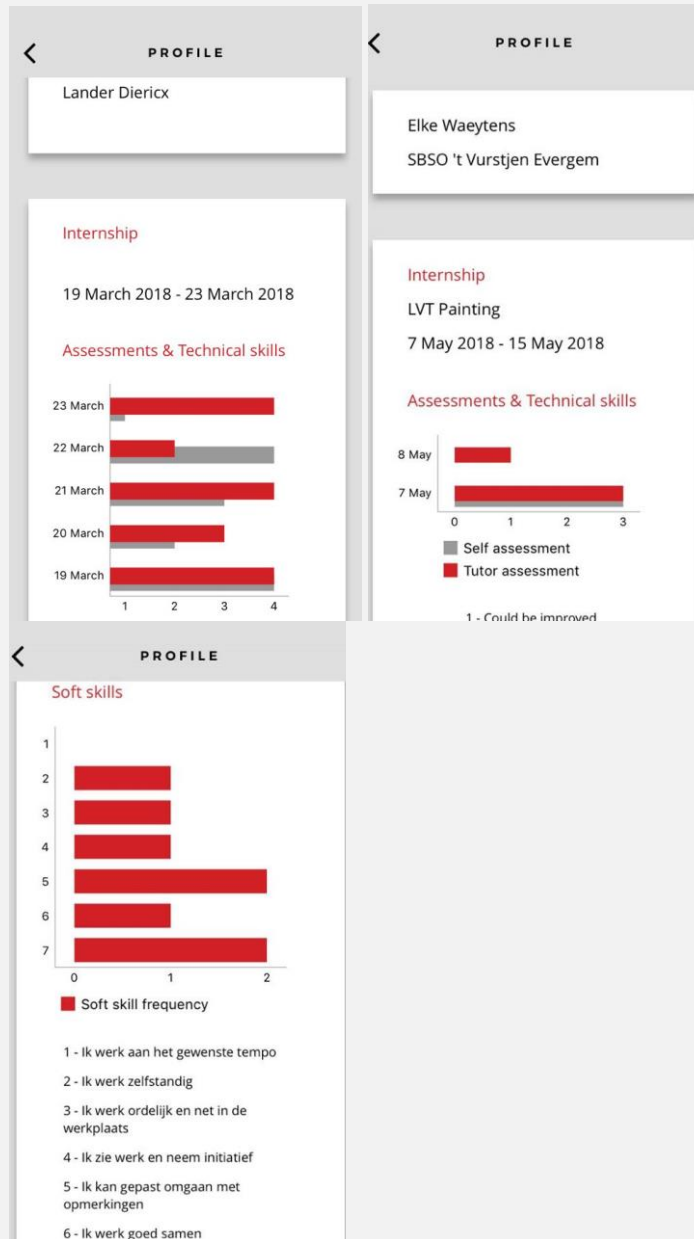 PROFILE
Lander Diericx
Internship
19 March 2018 - 23 March 2018
Assessments & Technical skills
23 March
22 March
21 March
20 March
19 March
1 2 3 4
PROFILE
Elke Waeytens
SBSO 't Vurstjen Evergem
Internship
LVT Painting
7 May 2018 - 15 May 2018
Assessments & Technical skills
8 May
7 May
0 1 2 3
Self assessment
Tutor assessment
1 - Could be improved
PROFILE
Soft skills
1
2
3
4
5
6
7
0 1 2
Soft skill frequency
1 - Ik werk aan het gewenste tempo
2 - Ik werk zelfstandig
3 - Ik werk ordelijk en net in de
werkplaats
4 - Ik zie werk en neem initiatief
5 - Ik kan gepast omgaan met
opmerkingen
6 - Ik werk goed samen